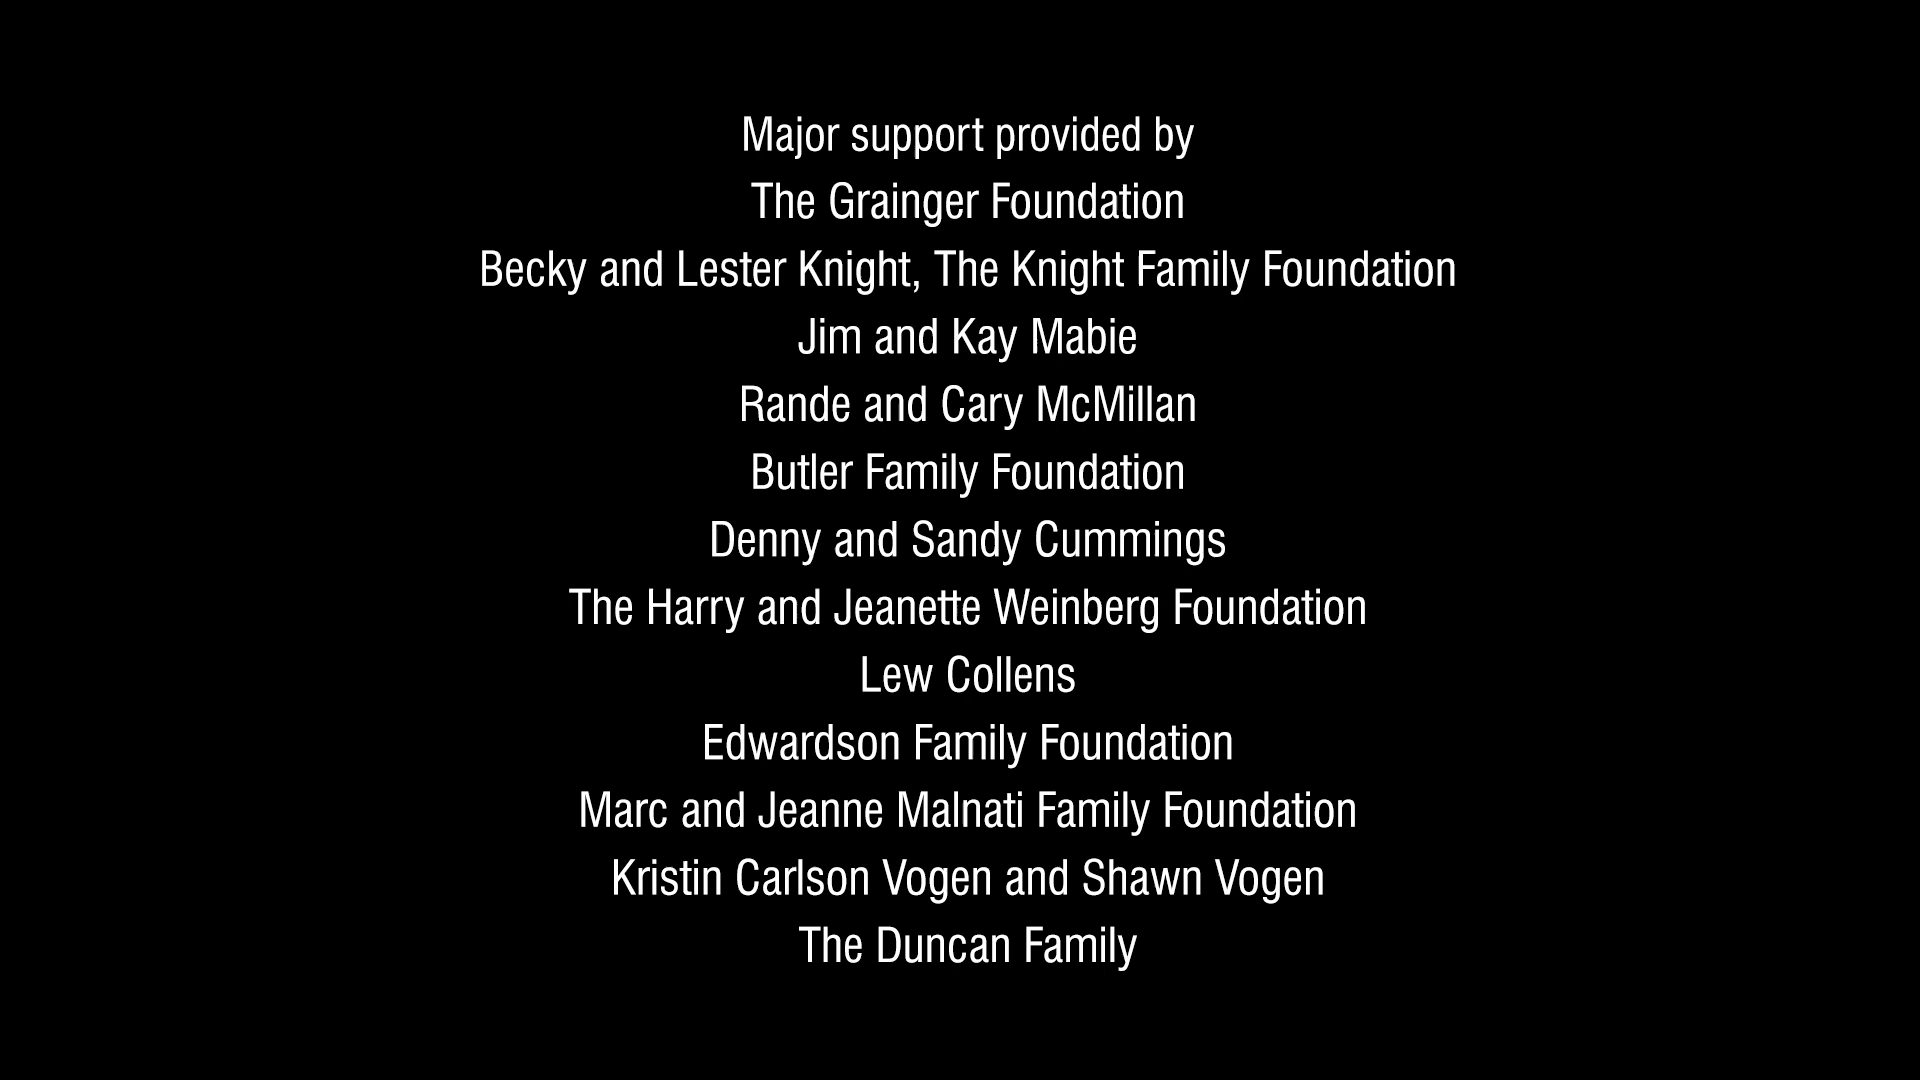 Major support provided by
The Grainger Foundation
Becky and Lester Knight, The Knight Family Foundation
Jim and Kay Mabie
Rande and Cary McMillan
Butler Family Foundation
Denny and Sandy Cummings
The Harry and Jeanette Weinberg Foundation
Lew Collens
Edwardson Family Foundation
Marc and Jeanne Malnati Family Foundation
Kristin Carlson Vogen and Shawn Vogen
The Duncan Family